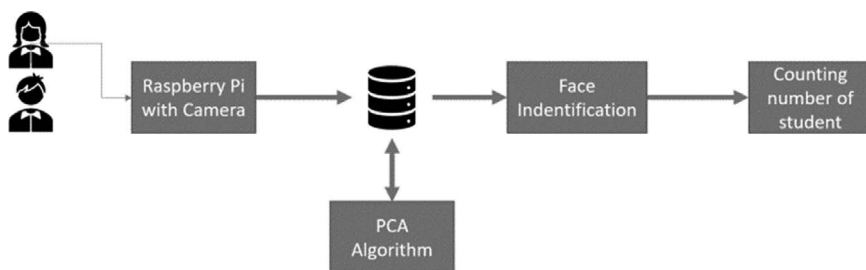 Raspberry Pi
with Camera
Face
Indentification
Counting
number of
student
PCA
Algorithm